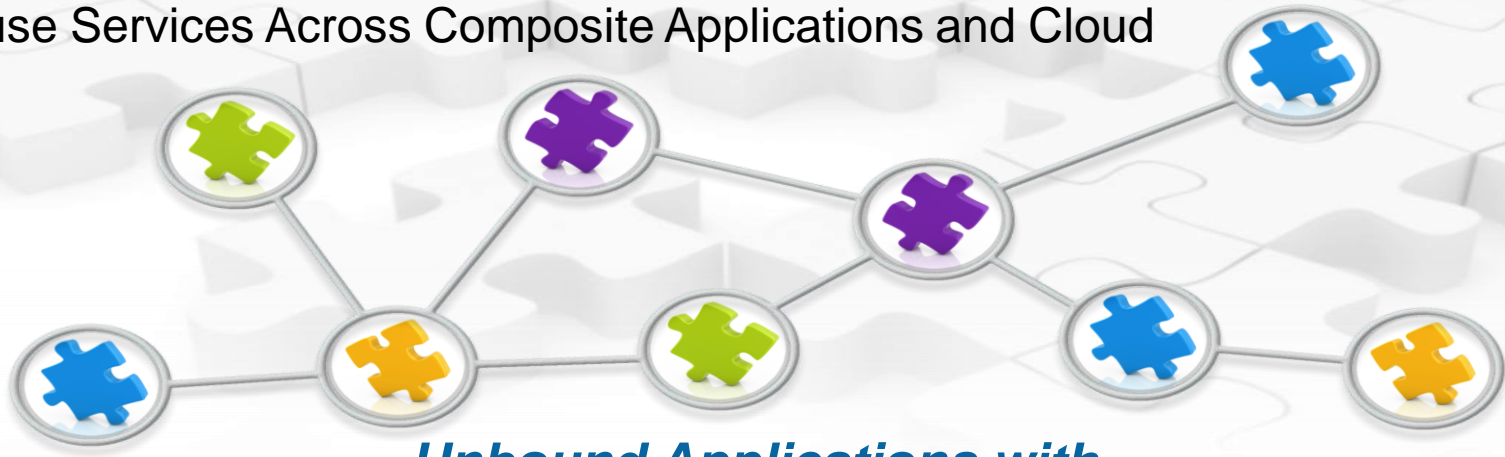 use Services Across Composite Applications and Cloud
Unbound Applications with